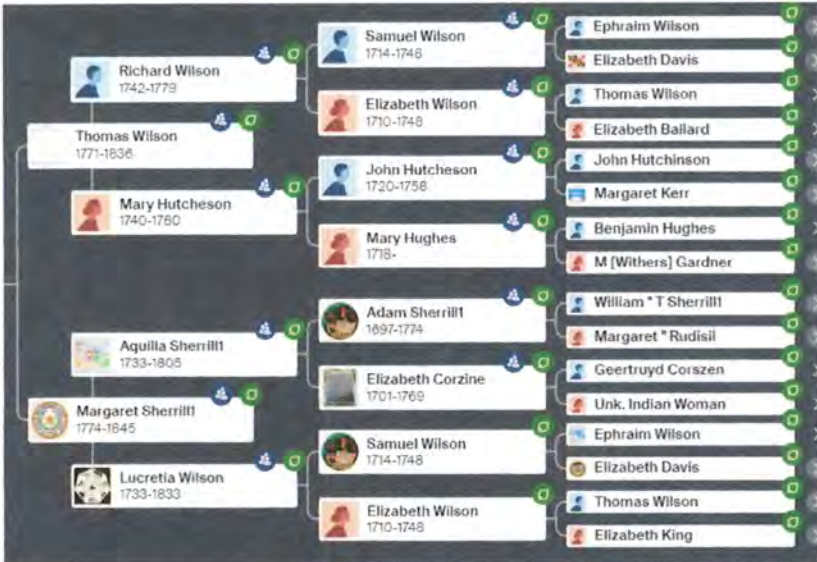 Samuel Wilson
1714-1746
Ephraim Wilson
Elizabeth Davis
Richard Wilson
1742-1779
Elizabeth Wilson
1710-1748
Thomas Wilson
Elizabeth Ballard
Thomas Wilson
1771-1836
John Hutcheson
1720-1758
John Hutchinson
Margaret Kerr
Mary Hutcheson
1740-1780
Mary Hughes
1718-
Benjamin Hughes
M [Withers] Gardner
Adam Sherrill1
1697-1774
William * T Sherrill1
Margaret * Rudisil
Aquilla Sherrill1
1733-1805
Elizabeth Corzine
1701-1769
Geertruyd Corszen
Unk. Indian Woman
Margaret Sherrill1
1774-1845
Samuel Wilson
1714-1748
Ephraim Wilson
Elizabeth Davis
Lucretia Wilson
1733-1833
Elizabeth Wilson
1710-1748
Thomas Wilson
Elizabeth King